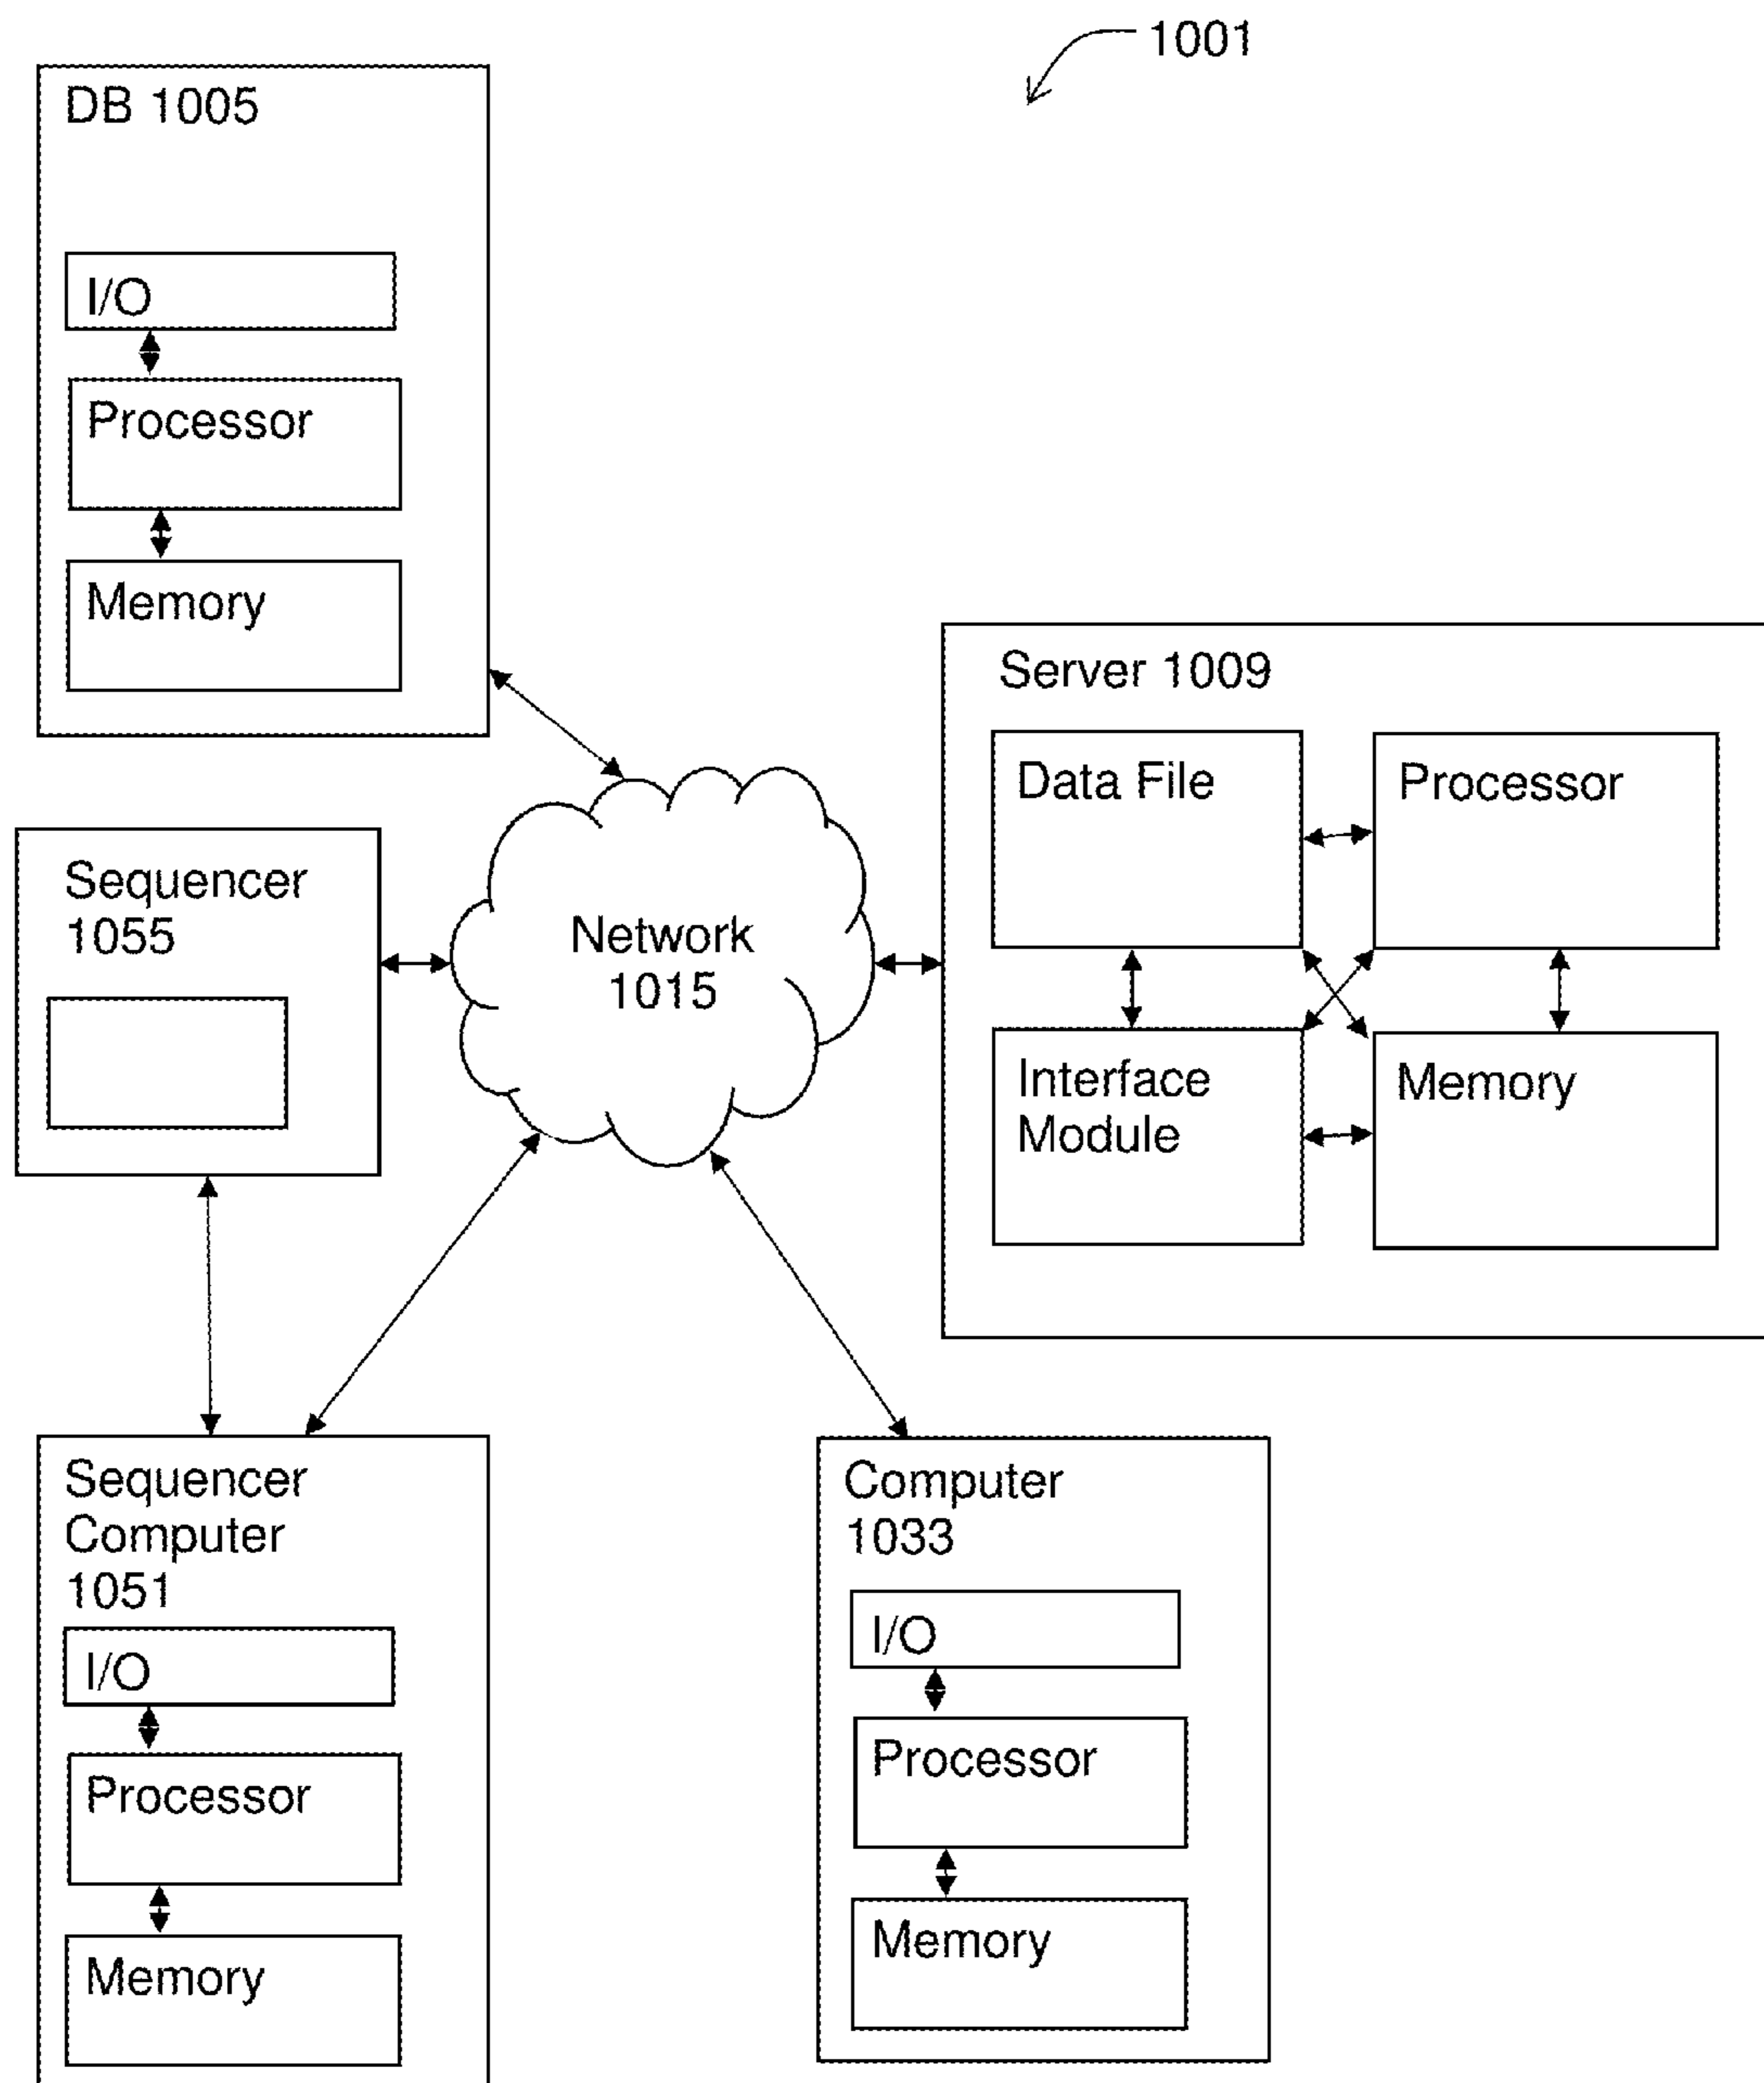 1001
DB 1005
I/O
Processor
Memory
Server 1009
Data File
Processor
Interface
Module
Memory
Sequencer
1055
Network
1015
Sequencer
Computer
1051
I/O
Processor
Memory
Computer
1033
I/O
Processor
Memory